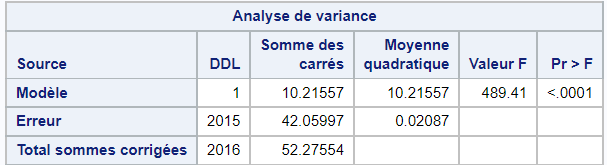 Analyse de variance
Source DDL Somme des carrés Moyenne quadratique Valeur F Pr > F
Modèle 1 10.21557 10.21557 489.41 <.0001
Erreur 2015 42.05997 0.02087
Total sommes corrigées 2016 52.27554